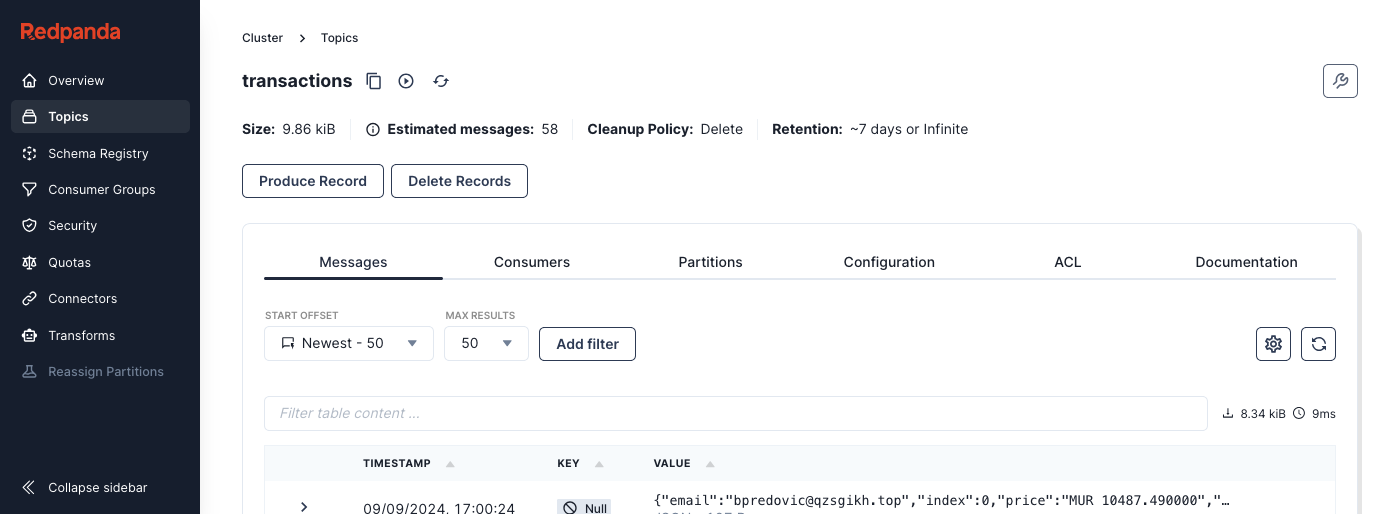 Redpanda
Overview
Topics
Schema Registry
Consumer Groups
Security
Quotas
Connectors
Transforms
Reassign Partitions
Collapse sidebar
Cluster > Topics
transactions
Size: 9.86 kiB Estimated messages: 58 Cleanup Policy: Delete Retention: ~7 days or Infinite
Produce Record Delete Records
Messages Consumers Partitions Configuration ACL Documentation
START OFFSET MAX RESULTS
Newest - 50 50 Add filter
Filter table content ... 8.34 kiB 9ms
TIMESTAMP KEY VALUE
09/09/2024, 17:00:24 Null {"email":"bpredovic@qzsgikh.top","index":0,"price":"MUR 10487.490000","…